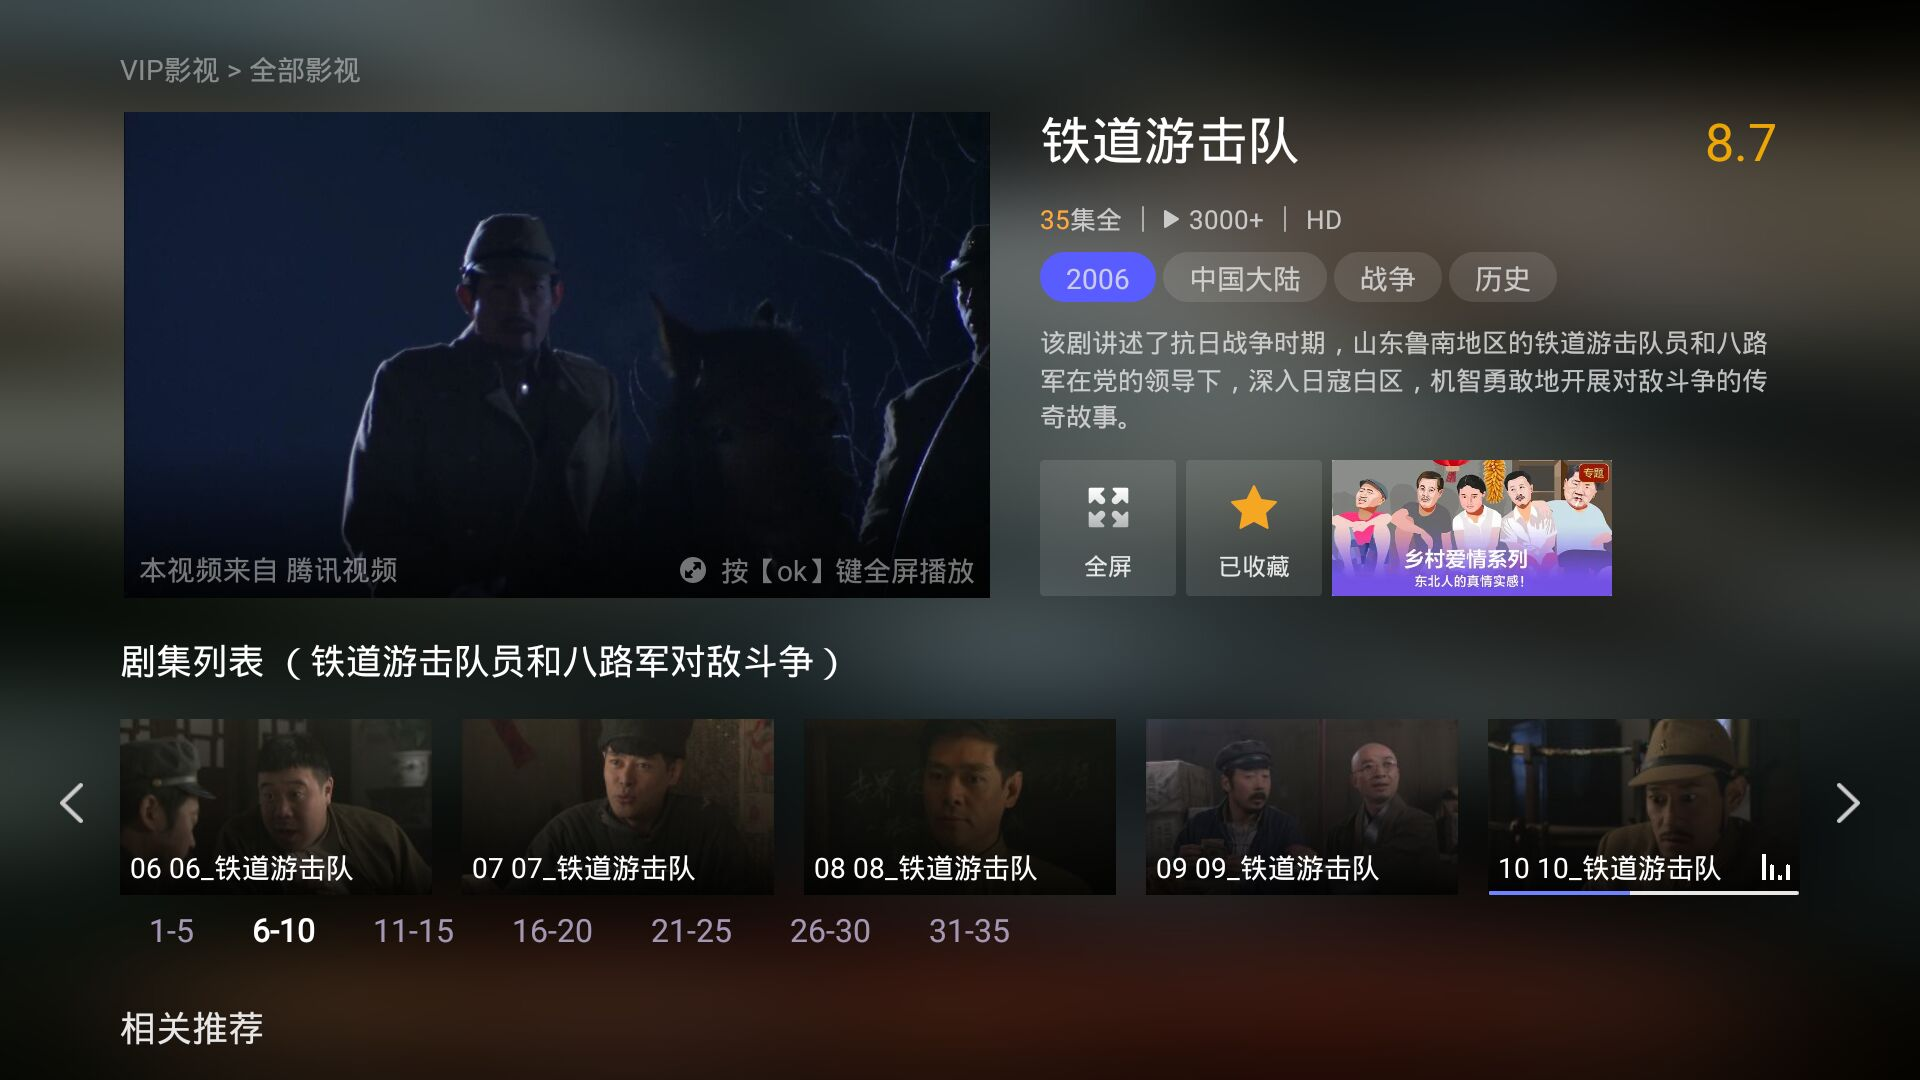 VIP影视 > 全部影视
本视频来自 腾讯视频
按【ok】键全屏播放
铁道游击队
8.7
35集全
3000+
HD
2006
中国大陆
战争
历史
该剧讲述了抗日战争时期，山东鲁南地区的铁道游击队员和八路
军在党的领导下，深入日寇白区，机智勇敢地开展对敌斗争的传
奇故事。
全屏
已收藏
专题
乡村爱情系列
东北人的真情实感!
剧集列表 （铁道游击队员和八路军对敌斗争）
06 06_铁道游击队
07 07_铁道游击队
08 08_铁道游击队
09 09_铁道游击队
10 10_铁道游击队
1-5
6-10
11-15
16-20
21-25
26-30
31-35
相关推荐